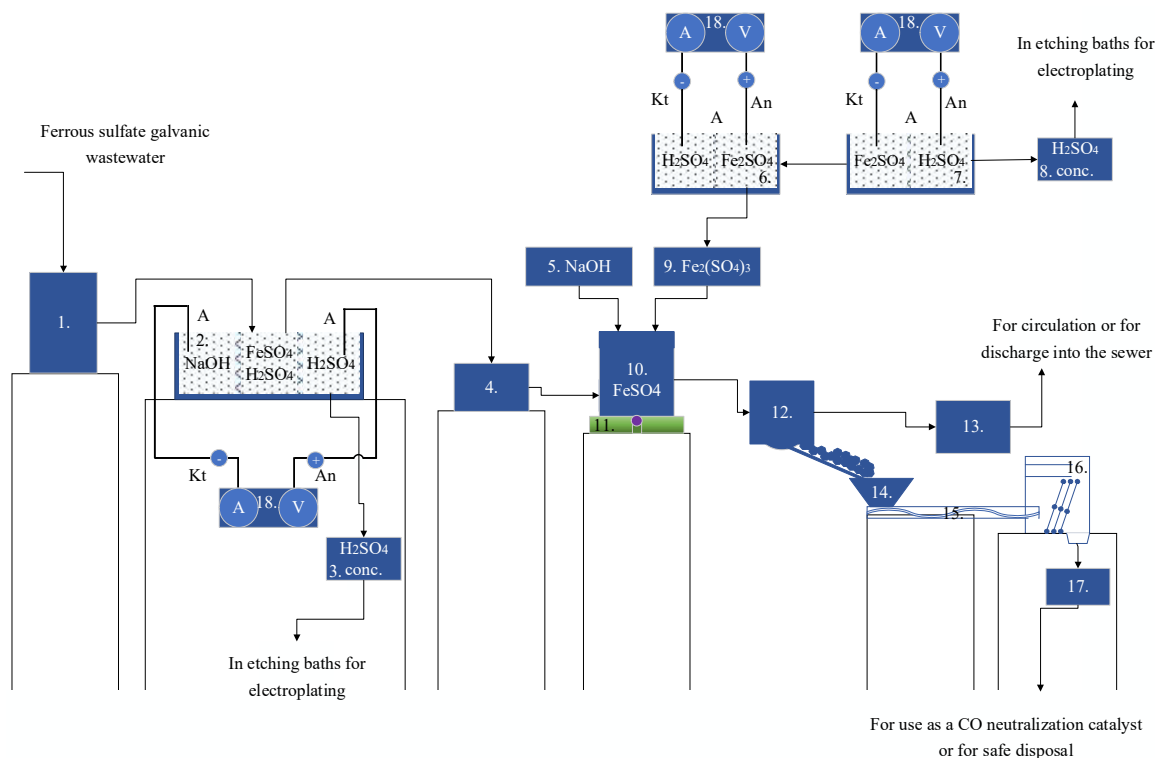 A
18.
V
A
18.
V
In etching baths for
electroplating
-
+
-
+
Kt
An
Kt
An
A
A
Ferrous sulfate galvanic
wastewater
H2SO4
Fe2SO4
6.
Fe2SO4
H2SO4
7.
H2SO4
8. conc.
5. NaOH
9. Fe2(SO4)3
1.
A
2.
NaOH
FeSO4
H2SO4
A
H2SO4
For circulation or for
discharge into the sewer
4.
10.
FeSO4
11.
12.
13.
14.
15.
16.
17.
-
+
Kt
An
A
18.
V
H2SO4
3. conc.
In etching baths for
electroplating
For use as a CO neutralization catalyst
or for safe disposal